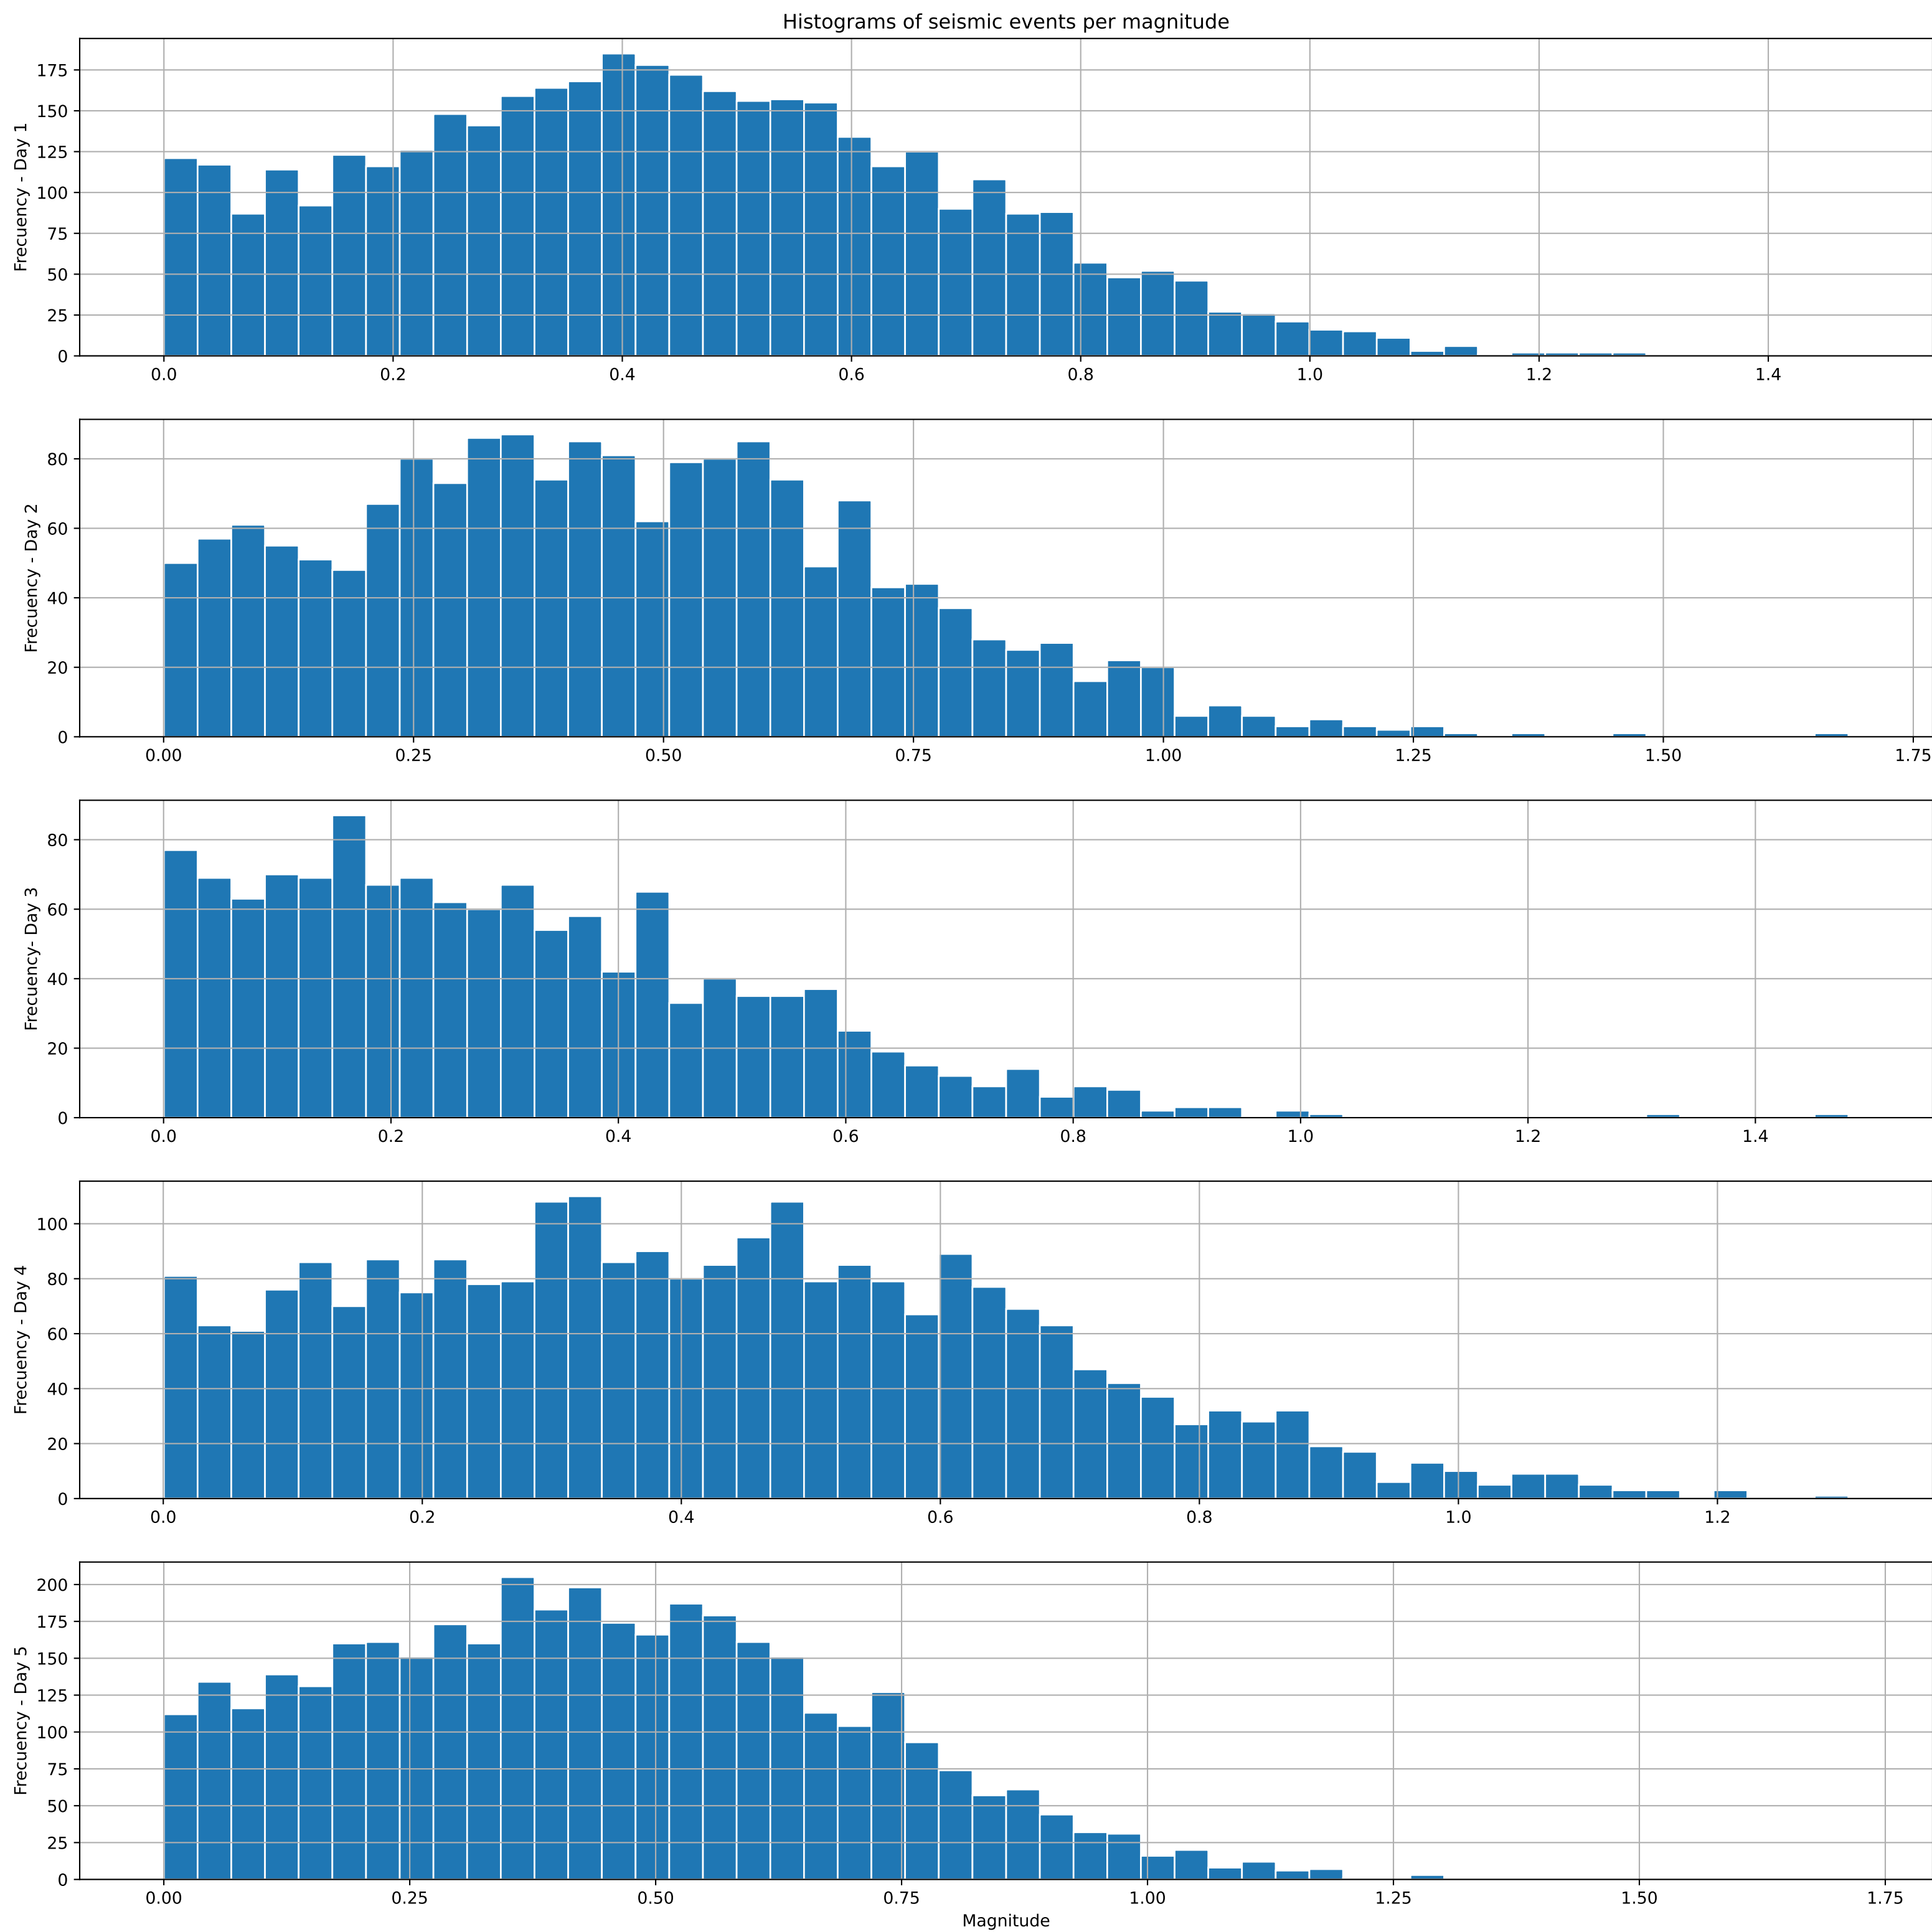 Histograms of seismic events per magnitude
Frecuency - Day 1
175
150
125
100
75
50
25
0
0.0 0.2 0.4 0.6 0.8 1.0 1.2 1.4
Frecuency - Day 2
80
60
40
20
0
0.00 0.25 0.50 0.75 1.00 1.25 1.50 1.75
Frecuency- Day 3
80
60
40
20
0
0.0 0.2 0.4 0.6 0.8 1.0 1.2 1.4
Frecuency - Day 4
100
80
60
40
20
0
0.0 0.2 0.4 0.6 0.8 1.0 1.2
Frecuency - Day 5
200
175
150
125
100
75
50
25
0
0.00 0.25 0.50 0.75 1.00 1.25 1.50 1.75
Magnitude